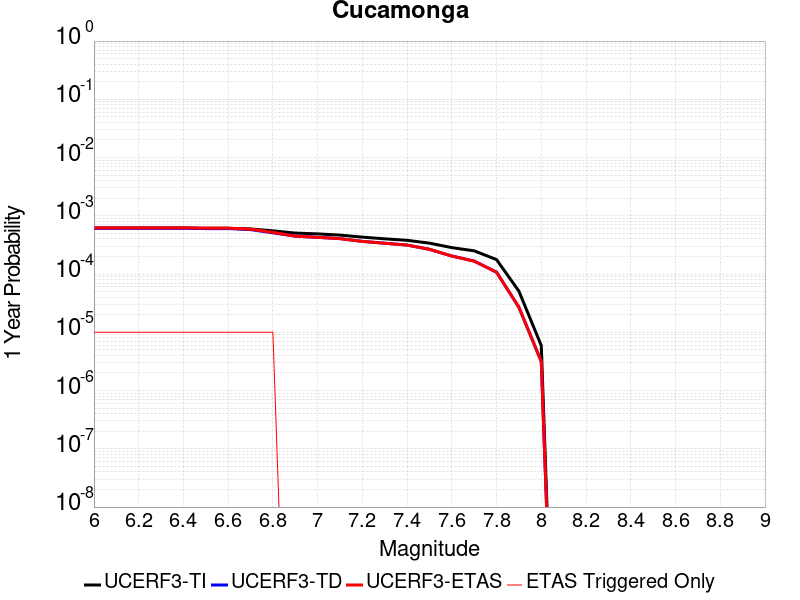 Cucamonga
1 Year Probability
10^0
10^-1
10^-2
10^-3
10^-4
10^-5
10^-6
10^-7
10^-8
6 6.2 6.4 6.6 6.8 7 7.2 7.4 7.6 7.8 8 8.2 8.4 8.6 8.8 9
Magnitude
UCERF3-TI UCERF3-TD UCERF3-ETAS ETAS Triggered Only